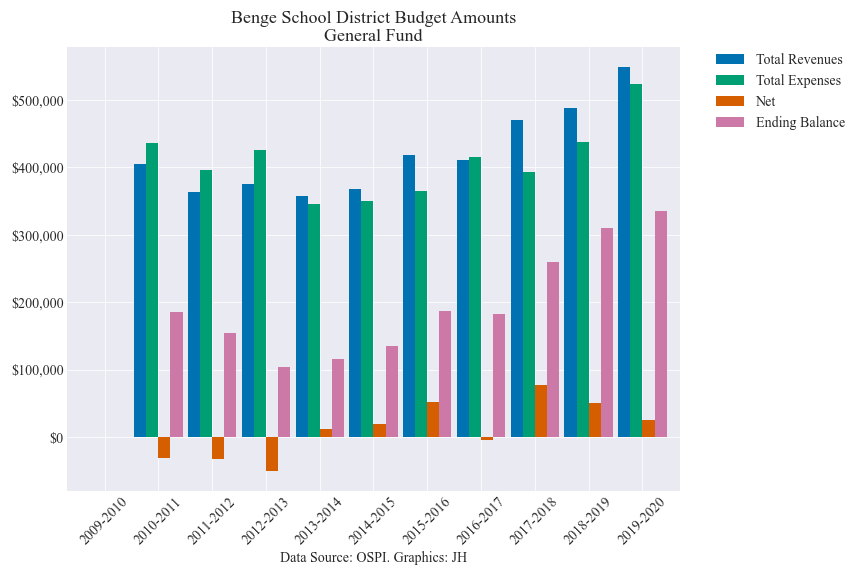 Benge School District Budget Amounts
General Fund
Total Revenues
Total Expenses
Net
Ending Balance
$500,000
$400,000
$300,000
$200,000
$100,000
$0
2009-2010
2010-2011
2011-2012
2012-2013
2013-2014
2014-2015
2015-2016
2016-2017
2017-2018
2018-2019
2019-2020
Data Source: OSPI. Graphics: JH